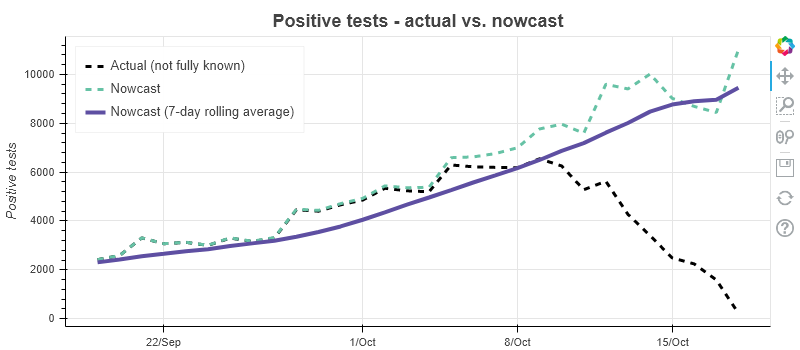 Positive tests - actual vs. nowcast
Actual (not fully known)
Nowcast
Nowcast (7-day rolling average)
Positive tests
10000
8000
6000
4000
2000
0
22/Sep
1/Oct
8/Oct
15/Oct
?